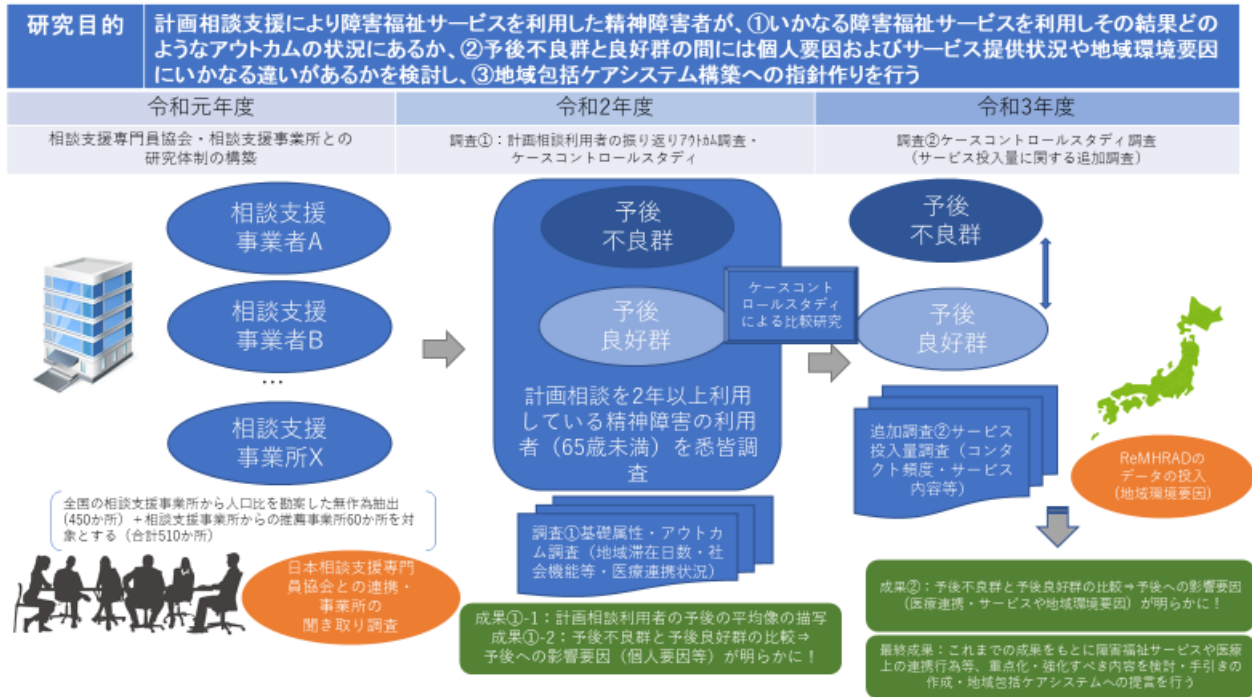 研究目的
計画相談支援により障害福祉サービスを利用した精神障害者が、①いかなる障害福祉サービスを利用しその結果どの
ようなアウトカムの状況にあるか、②予後不良群と良好群の間には個人要因およびサービス提供状況や地域環境要因
にいかなる違いがあるかを検討し、③地域包括ケアシステム構築への指針作りを行う
令和元年度
令和2年度
令和3年度
相談支援専門員協会・相談支援事業所との
研究体制の構築
調査①：計画相談利用者の振り返りアウトカム調査・
ケースコントロールスタディ
調査②ケースコントロールスタディ調査
（サービス投入量に関する追加調査）
相談支援
事業者A
相談支援
事業者B
…
相談支援
事業所X
全国の相談支援事業所から人口比を勘案した無作為抽出
(450か所）＋相談支援事業所からの推薦事業所60か所を対
象とする（合計510か所）
日本相談支援専門
員協会との連携・
事業所の
聞き取り調査
予後
不良群
予後
良好群
計画相談を2年以上利用
している精神障害の利用
者（65歳未満）を悉皆調
査
調査①基礎属性・アウトカ
ム調査（地域滞在日数・社
会機能等・医療連携状況）
成果①-1：計画相談利用者の予後の平均像の描写
成果①-2：予後不良群と予後良好群の比較⇒
予後への影響要因（個人要因等）が明らかに！
ケースコント
ロールスタディ
による比較研究
予後
不良群
予後
良好群
追加調査②サービス
投入量調査（コンタ
クト頻度・サービス
内容等）
ReMHRADの
データの投入
(地域環境要因）
成果②：予後不良群と予後良好群の比較⇒予後への影響要因
（医療連携・サービスや地域環境要因）が明らかに！
最終成果：これまでの成果をもとに障害福祉サービスや医療
上の連携行為等、重点化・強化すべき内容を検討・手引きの
作成・地域包括ケアシステムへの提言を行う